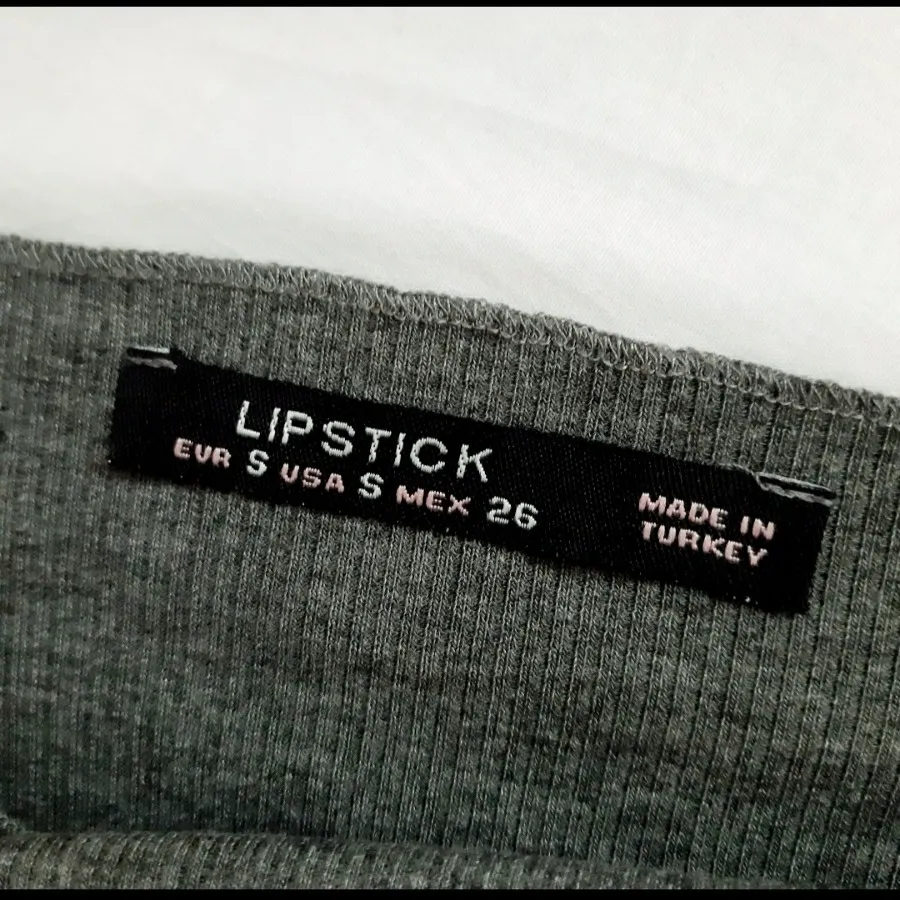 LIPSTICK
EUR S USA S MEX 26
MADE IN
TURKEY